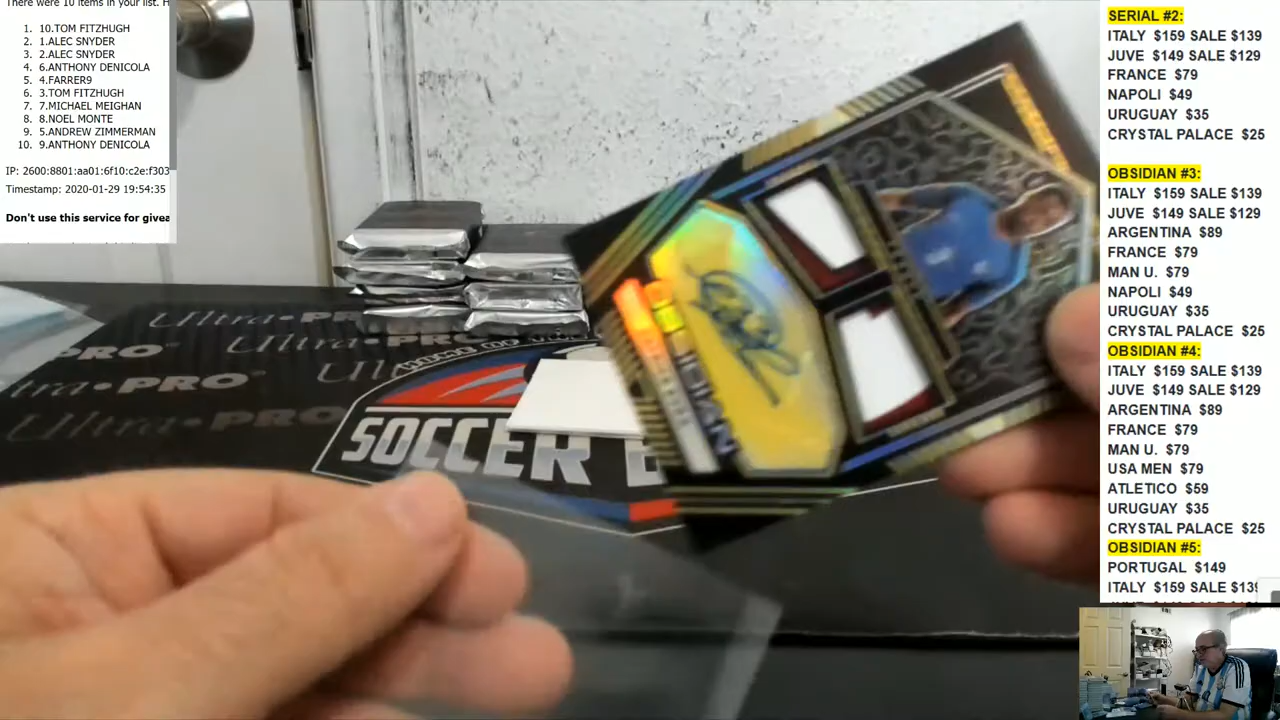 There were 10 items in your list. H
1. 10.TOM FITZHUGH
2. 1.ALEC SNYDER
3. 2.ALEC SNYDER
4. 6.ANTHONY DENICOLA
5. 4.FARRER9
6. 3.TOM FITZHUGH
7. 7.MICHAEL MEIGHAN
8. 8.NOEL MONTE
9. 5.ANDREW ZIMMERMAN
10. 9.ANTHONY DENICOLA
IP: 2600:8801:aa01:6f10:c2e:f303
Timestamp: 2020-01-29 19:54:35
Don't use this service for givea
Ultra•PR
PRO
Ultra•PR
Ul
tra•PRO
Ultra•PRO
SOCCER
SERIAL #2:
ITALY $159 SALE $139
JUVE $149 SALE $129
FRANCE $79
NAPOLI $49
URUGUAY $35
CRYSTAL PALACE $25
OBSIDIAN #3:
ITALY $159 SALE $139
JUVE $149 SALE $129
ARGENTINA $89
FRANCE $79
MAN U. $79
NAPOLI $49
URUGUAY $35
CRYSTAL PALACE $25
OBSIDIAN #4:
ITALY $159 SALE $139
JUVE $149 SALE $129
ARGENTINA $89
FRANCE $79
MAN U. $79
USA MEN $79
ATLETICO $59
URUGUAY $35
CRYSTAL PALACE $25
OBSIDIAN #5:
PORTUGAL $149
ITALY $159 SALE $139